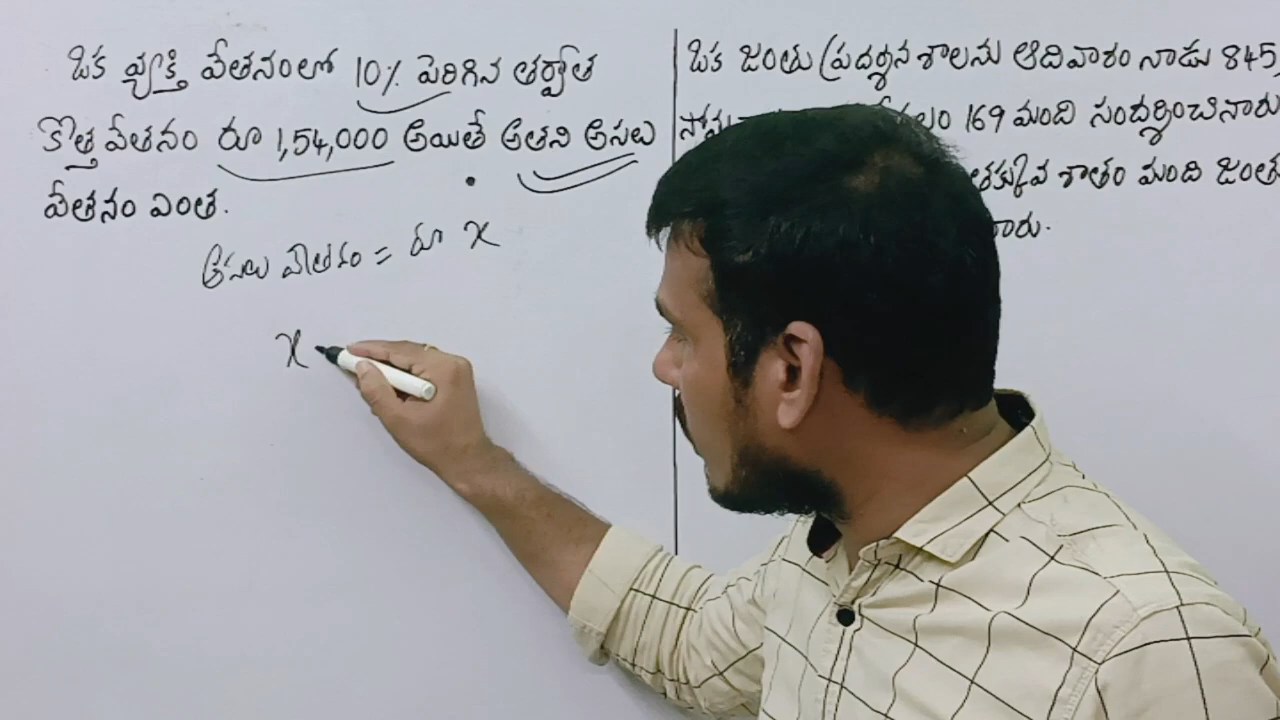 ఒక వ్యక్తి వేతనంలో 10% పెరిగిన తర్వాత
కొత్త వేతనం రూ 1,54,000 అయితే అతని అసలు
వేతనం ఎంత.
అసలు వేతనం = రూ x
x
ఒక జంతు ప్రదర్శన శాలను ఆదివారం నాడు 845,
169 మంది సందర్శించినారు
శాతం మంది జంతు